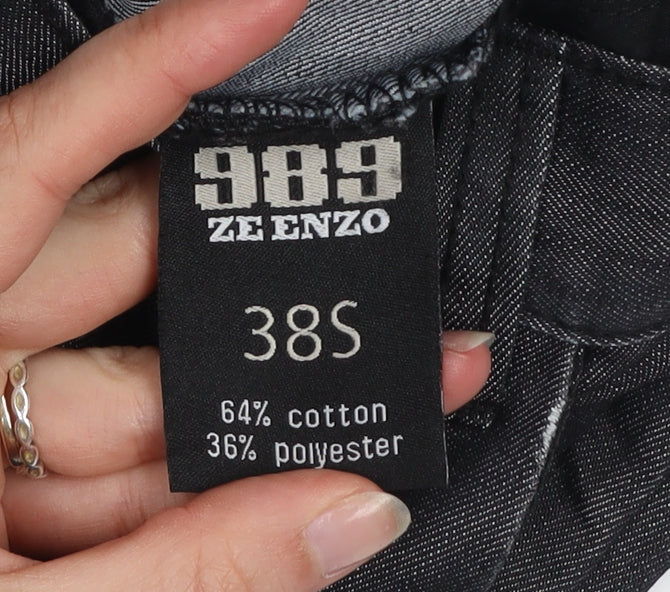 989
ZE ENZO
38S
64% cotton
36% polyester